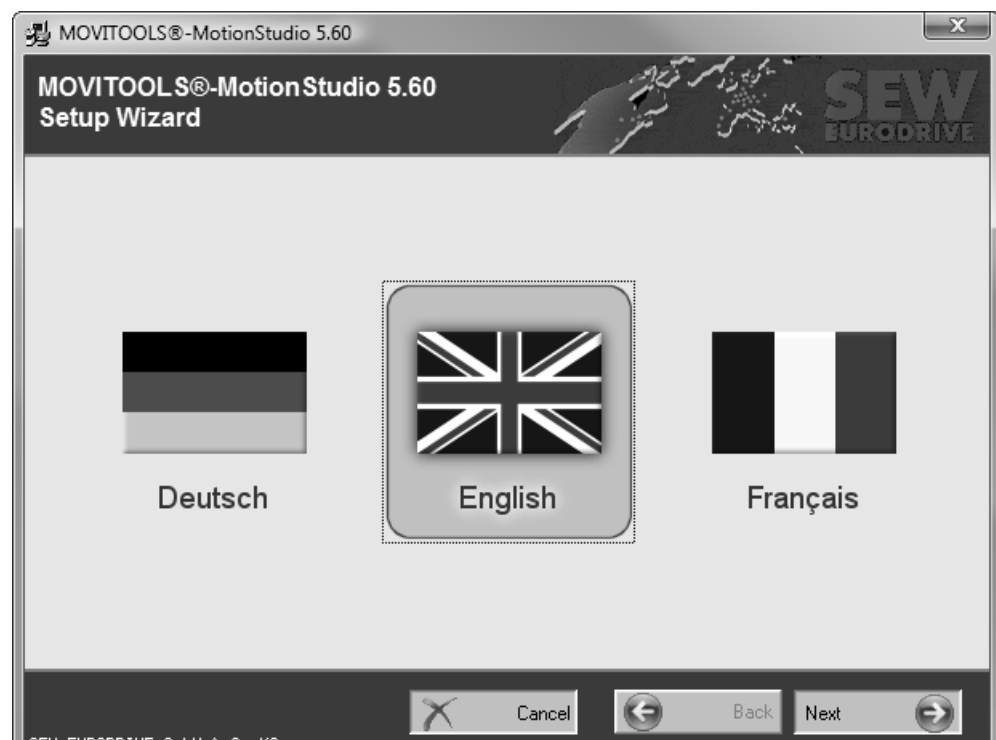 MOVITOOLS®-MotionStudio 5.60
MOVITOOLS®-MotionStudio 5.60
Setup Wizard
SEW
EURODRIVE
Deutsch
English
Français
Cancel
Back
Next